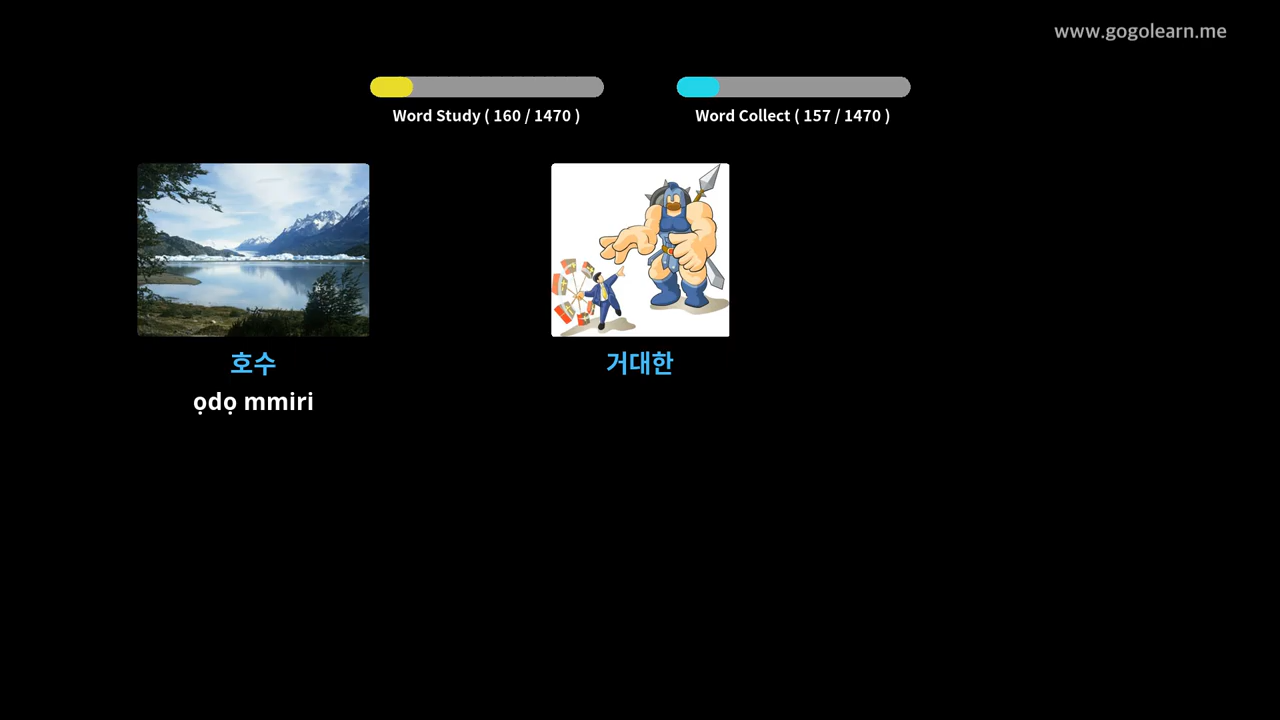 www.gogolearn.me
Word Study ( 160 / 1470 )
Word Collect ( 157 / 1470 )
호수
ọdọ mmiri
거대한